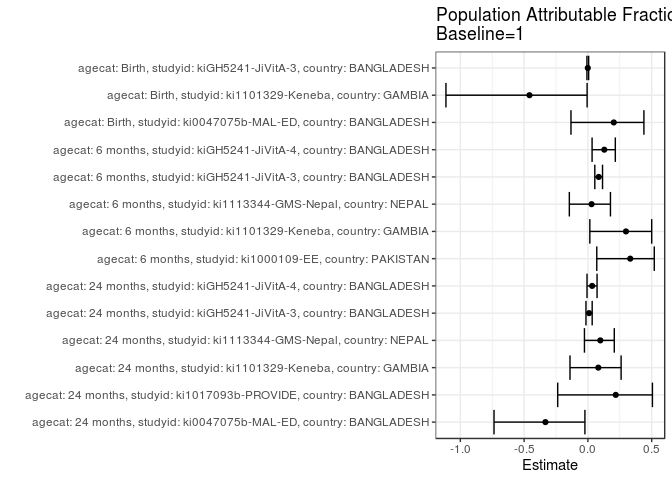 Population Attributable Fractic
Baseline=1
agecat: Birth, studyid: kiGH5241-JiVitA-3, country: BANGLADESH
agecat: Birth, studyid: ki1101329-Keneba, country: GAMBIA
agecat: Birth, studyid: ki0047075b-MAL-ED, country: BANGLADESH
agecat: 6 months, studyid: kiGH5241-JiVitA-4, country: BANGLADESH
agecat: 6 months, studyid: kiGH5241-JiVitA-3, country: BANGLADESH
agecat: 6 months, studyid: ki1113344-GMS-Nepal, country: NEPAL
agecat: 6 months, studyid: ki1101329-Keneba, country: GAMBIA
agecat: 6 months, studyid: ki1000109-EE, country: PAKISTAN
agecat: 24 months, studyid: kiGH5241-JiVitA-4, country: BANGLADESH
agecat: 24 months, studyid: kiGH5241-JiVitA-3, country: BANGLADESH
agecat: 24 months, studyid: ki1113344-GMS-Nepal, country: NEPAL
agecat: 24 months, studyid: ki1101329-Keneba, country: GAMBIA
agecat: 24 months, studyid: ki1017093b-PROVIDE, country: BANGLADESH
agecat: 24 months, studyid: ki0047075b-MAL-ED, country: BANGLADESH
-1.0 -0.5 0.0 0.5
Estimate